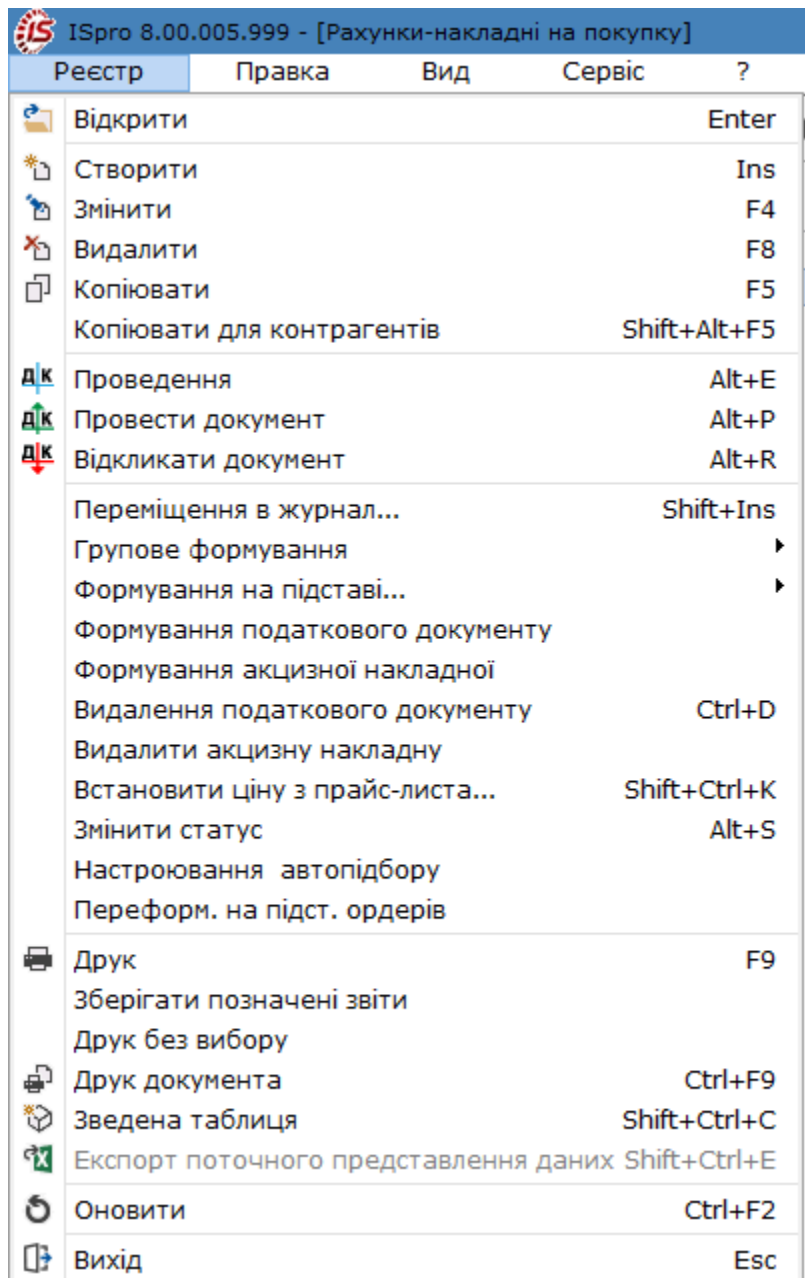 ISpro 8.00.005.999 - [Рахунки-накладні на покупку]
Реєстр Правка Вид Сервіс ?
Відкрити Enter
Створити Ins
Змінити F4
Видалити F8
Копіювати F5
Копіювати для контрагентів Shift+Alt+F5
Проведення Alt+E
Провести документ Alt+P
Відкликати документ Alt+R
Переміщення в журнал... Shift+Ins
Групове формування
Формування на підставі...
Формування податкового документу
Формування акцизної накладної
Видалення податкового документу Ctrl+D
Видалити акцизну накладну
Встановити ціну з прайс-листа... Shift+Ctrl+K
Змінити статус Alt+S
Настроювання  автопідбору
Переформ. на підст. ордерів
Друк F9
Зберігати позначені звіти
Друк без вибору
Друк документа Ctrl+F9
Зведена таблиця Shift+Ctrl+C
Експорт поточного представлення даних Shift+Ctrl+E
Оновити Ctrl+F2
Вихід Esc